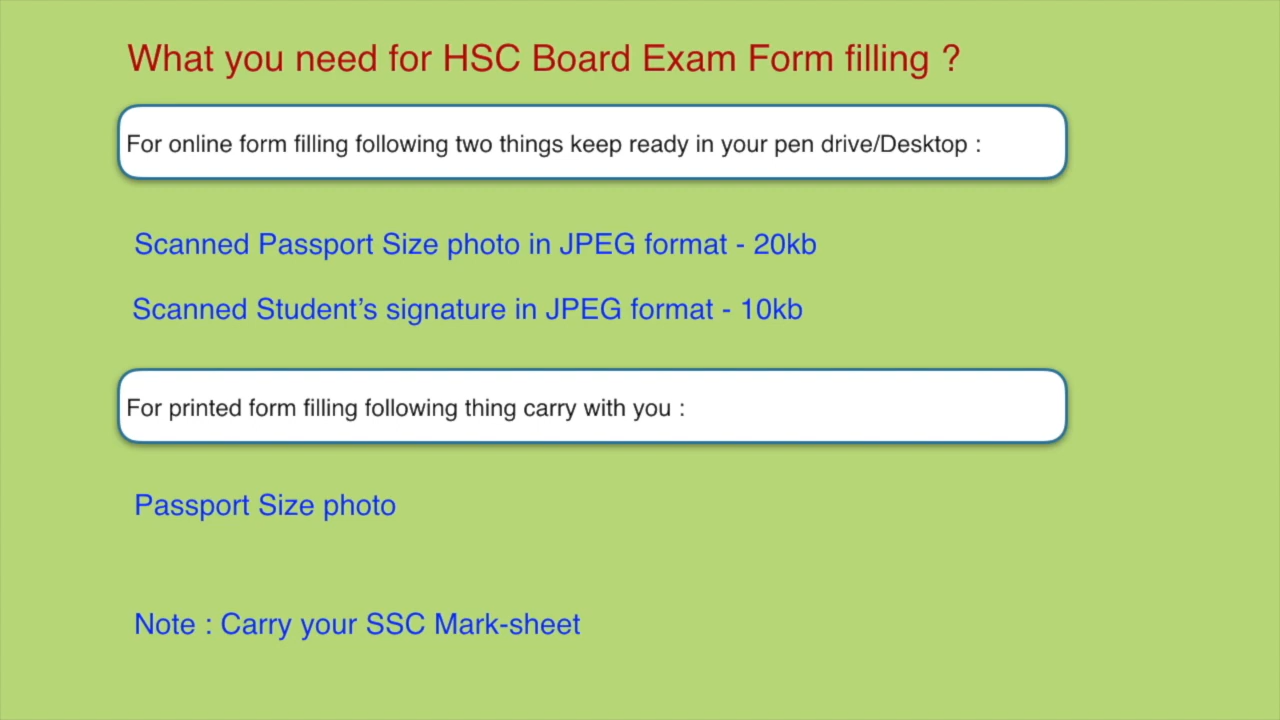 What you need for HSC Board Exam Form filling ?
For online form filling following two things keep ready in your pen drive/Desktop :
Scanned Passport Size photo in JPEG format - 20kb
Scanned Student’s signature in JPEG format - 10kb
For printed form filling following thing carry with you :
Passport Size photo
Note : Carry your SSC Mark-sheet